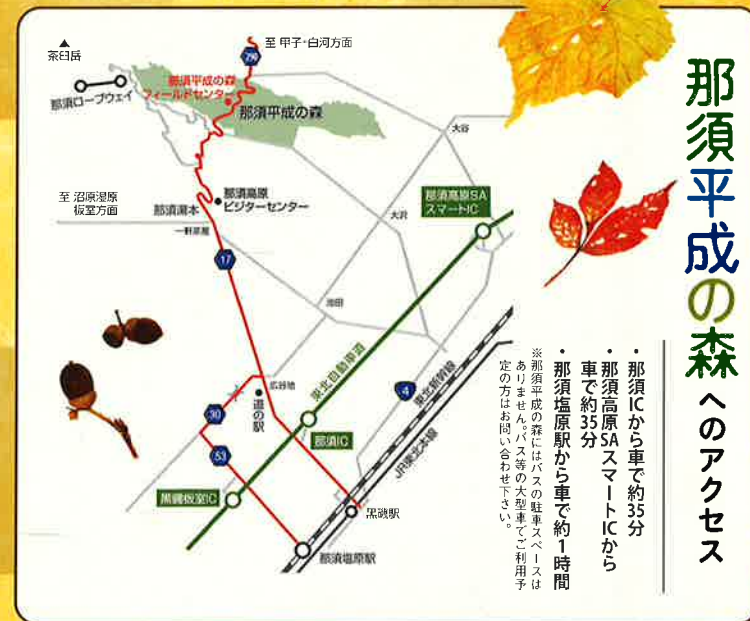 那須平成の森へのアクセス
・那須ICから車で約35分
・那須高原SAスマートICから
車で約35分
・那須塩原駅から車で約1時間
※那須平成の森にはバスの駐車スペースは
ありません。バス等の大型車でご利用予
定の方はお問い合わせ下さい。
茶臼岳
至 甲子・白河方面
290
那須ロープウェイ
那須平成の森
フィールドセンター
那須平成の森
大谷
至 沼原湿原
板室方面
那須湯本
那須高原
ビジターセンター
那須高原SA
スマートIC
一軒茶屋
大沢
17
池田
東北自動車道
広谷地
道の駅
4
東北新幹線
30
那須IC
JR東北本線
53
黒磯板室IC
黒磯駅
那須塩原駅